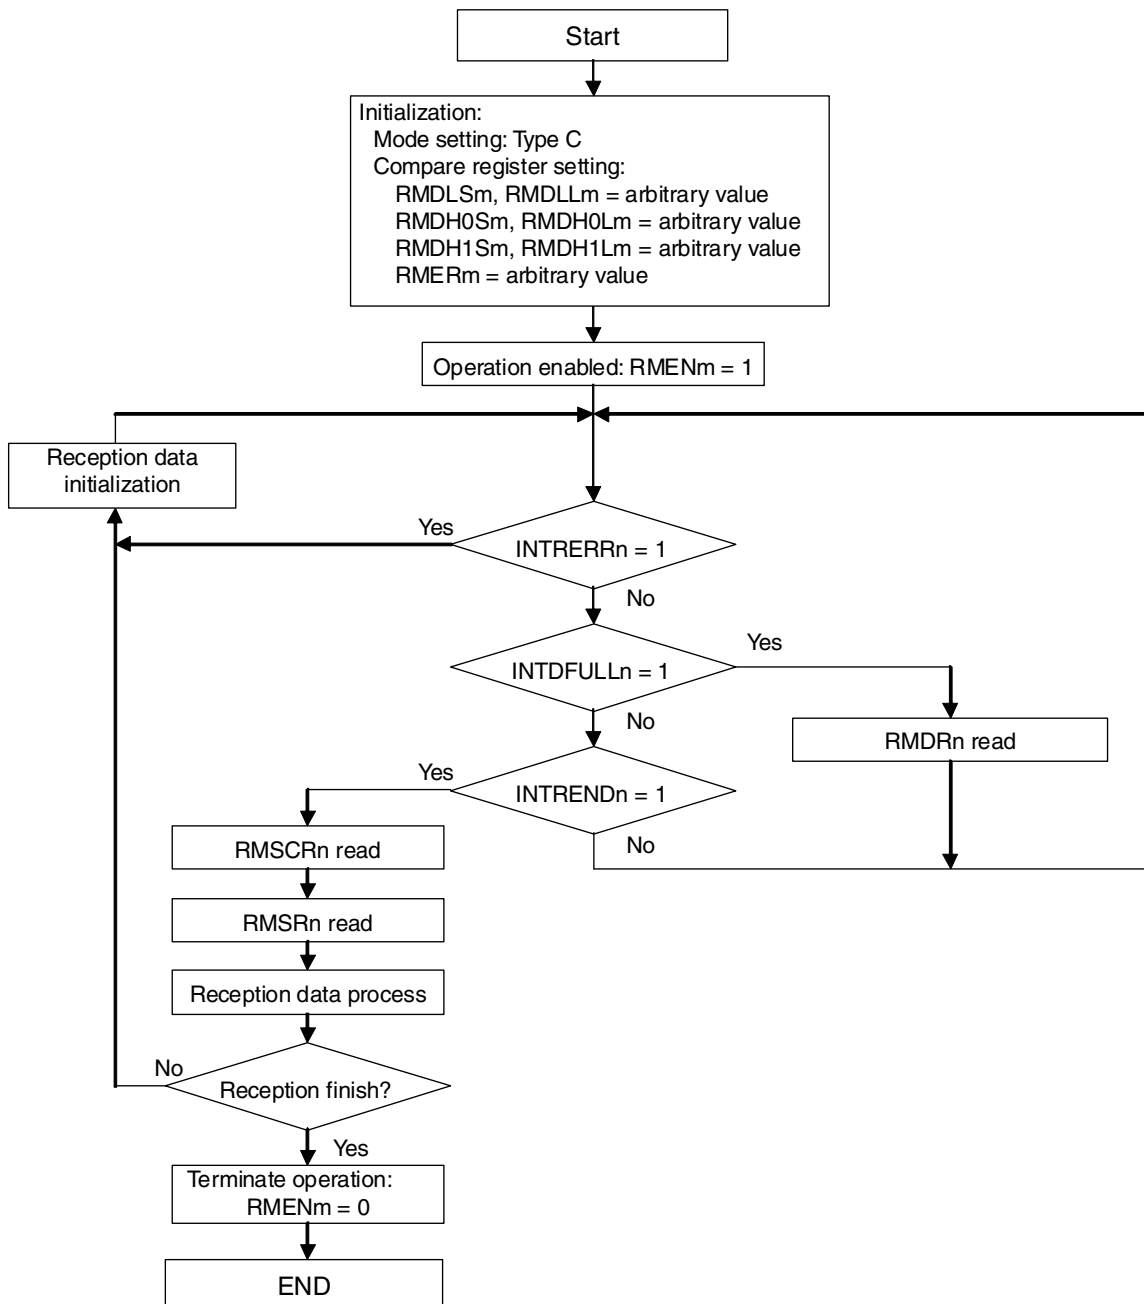 Start
Initialization:
Mode setting: Type C
Compare register setting:
RMDLSm, RMDLLm = arbitrary value
RMDH0Sm, RMDH0Lm = arbitrary value
RMDH1Sm, RMDH1Lm = arbitrary value
RMERm = arbitrary value
Operation enabled: RMENm = 1
Reception data
initialization
Yes
INTRERRn = 1
No
Yes
INTDFULLn = 1
No
RMDRn read
Yes
INTRENDn = 1
No
RMSCRn read
RMSRn read
Reception data process
No
Reception finish?
Yes
Terminate operation:
RMENm = 0
END